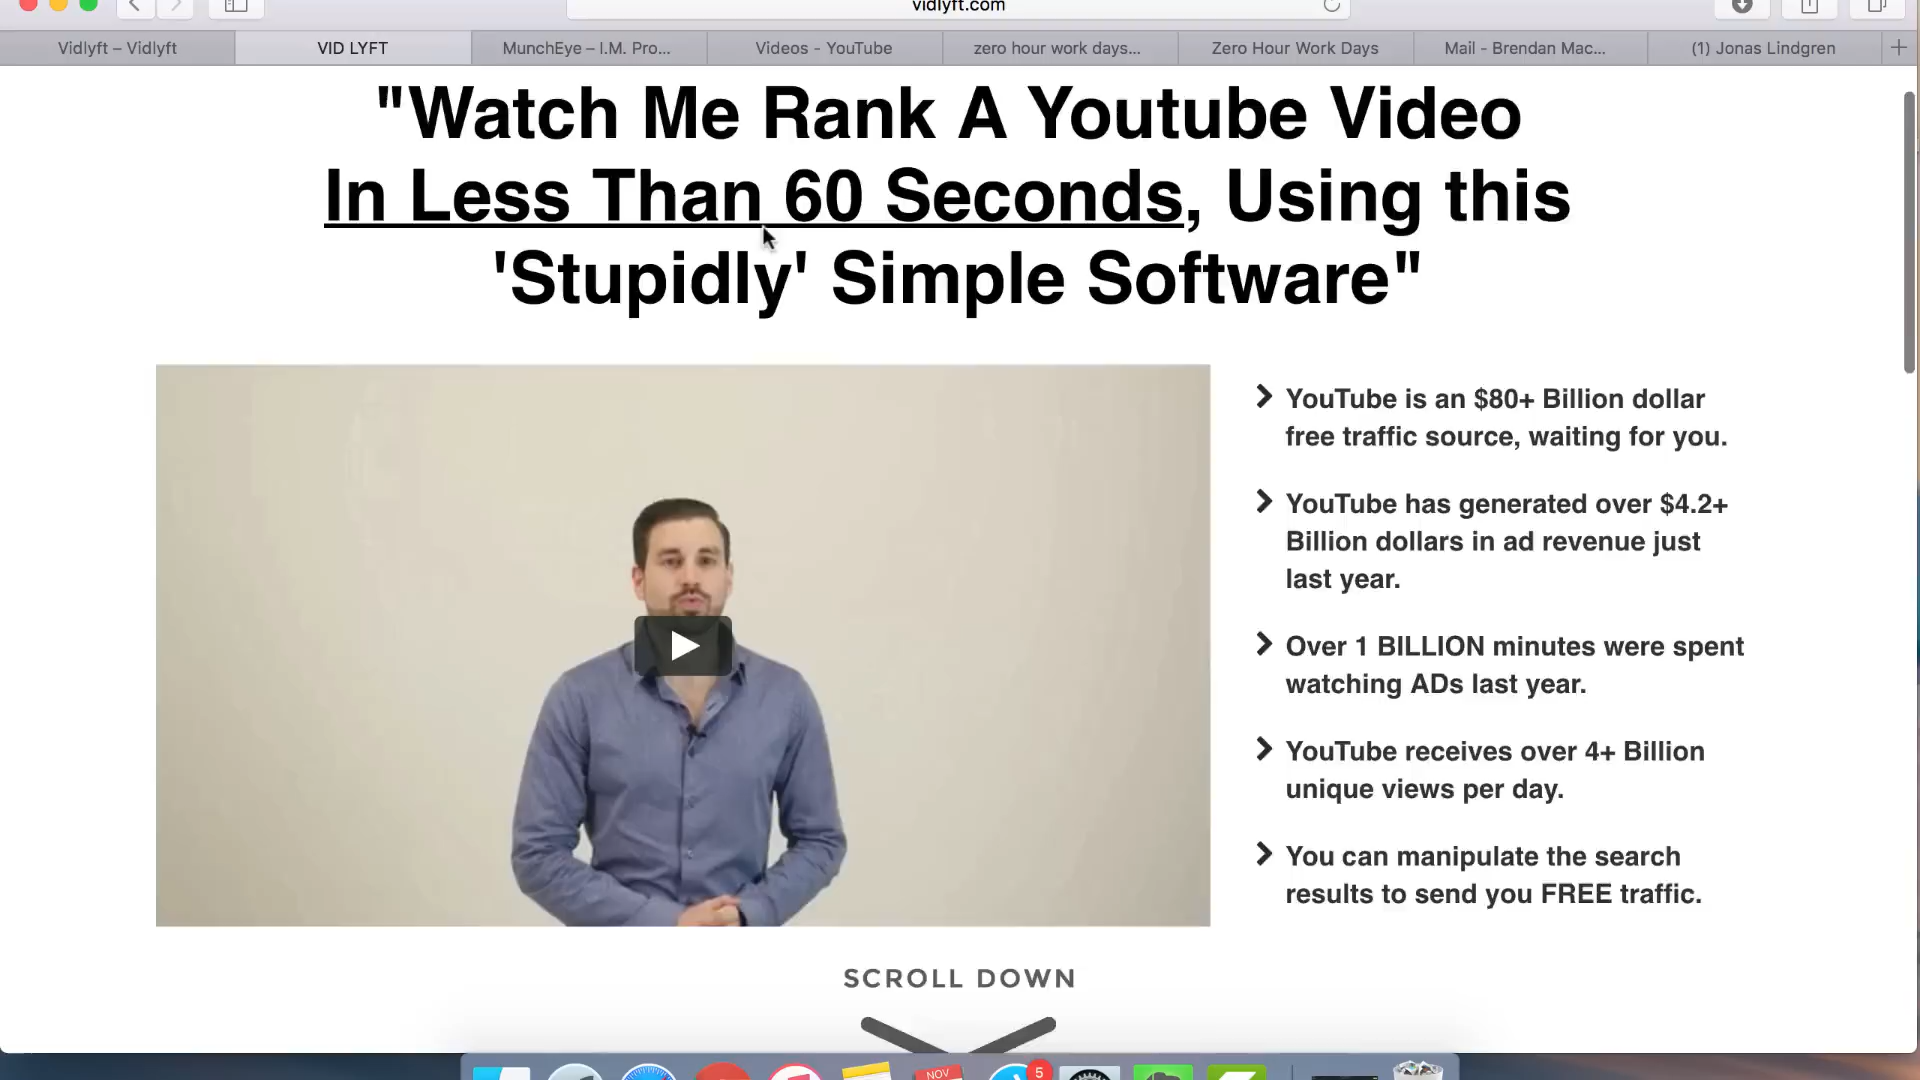 vidlyft.com
Vidlyft – Vidlyft
VID LYFT
MunchEye – I.M. Pro...
Videos - YouTube
zero hour work days...
Zero Hour Work Days
Mail - Brendan Mac...
(1) Jonas Lindgren
"Watch Me Rank A Youtube Video
In Less Than 60 Seconds, Using this
'Stupidly' Simple Software"
YouTube is an $80+ Billion dollar
free traffic source, waiting for you.
YouTube has generated over $4.2+
Billion dollars in ad revenue just
last year.
Over 1 BILLION minutes were spent
watching ADs last year.
YouTube receives over 4+ Billion
unique views per day.
You can manipulate the search
results to send you FREE traffic.
SCROLL DOWN
NOV
5